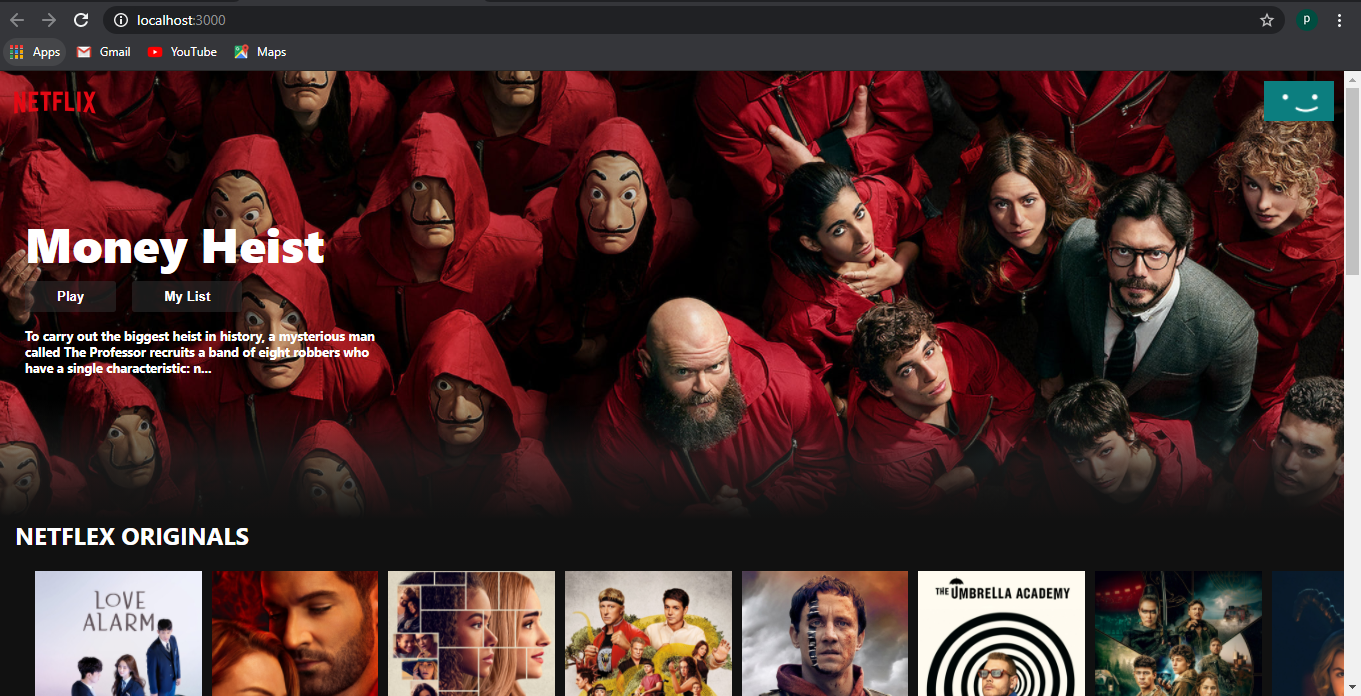 localhost:3000
p
Apps Gmail YouTube Maps
NETFLIX
Money Heist
Play My List
To carry out the biggest heist in history, a mysterious man
called The Professor recruits a band of eight robbers who
have a single characteristic: n...
NETFLEX ORIGINALS
LOVE
ALARM
THE UMBRELLA ACADEMY